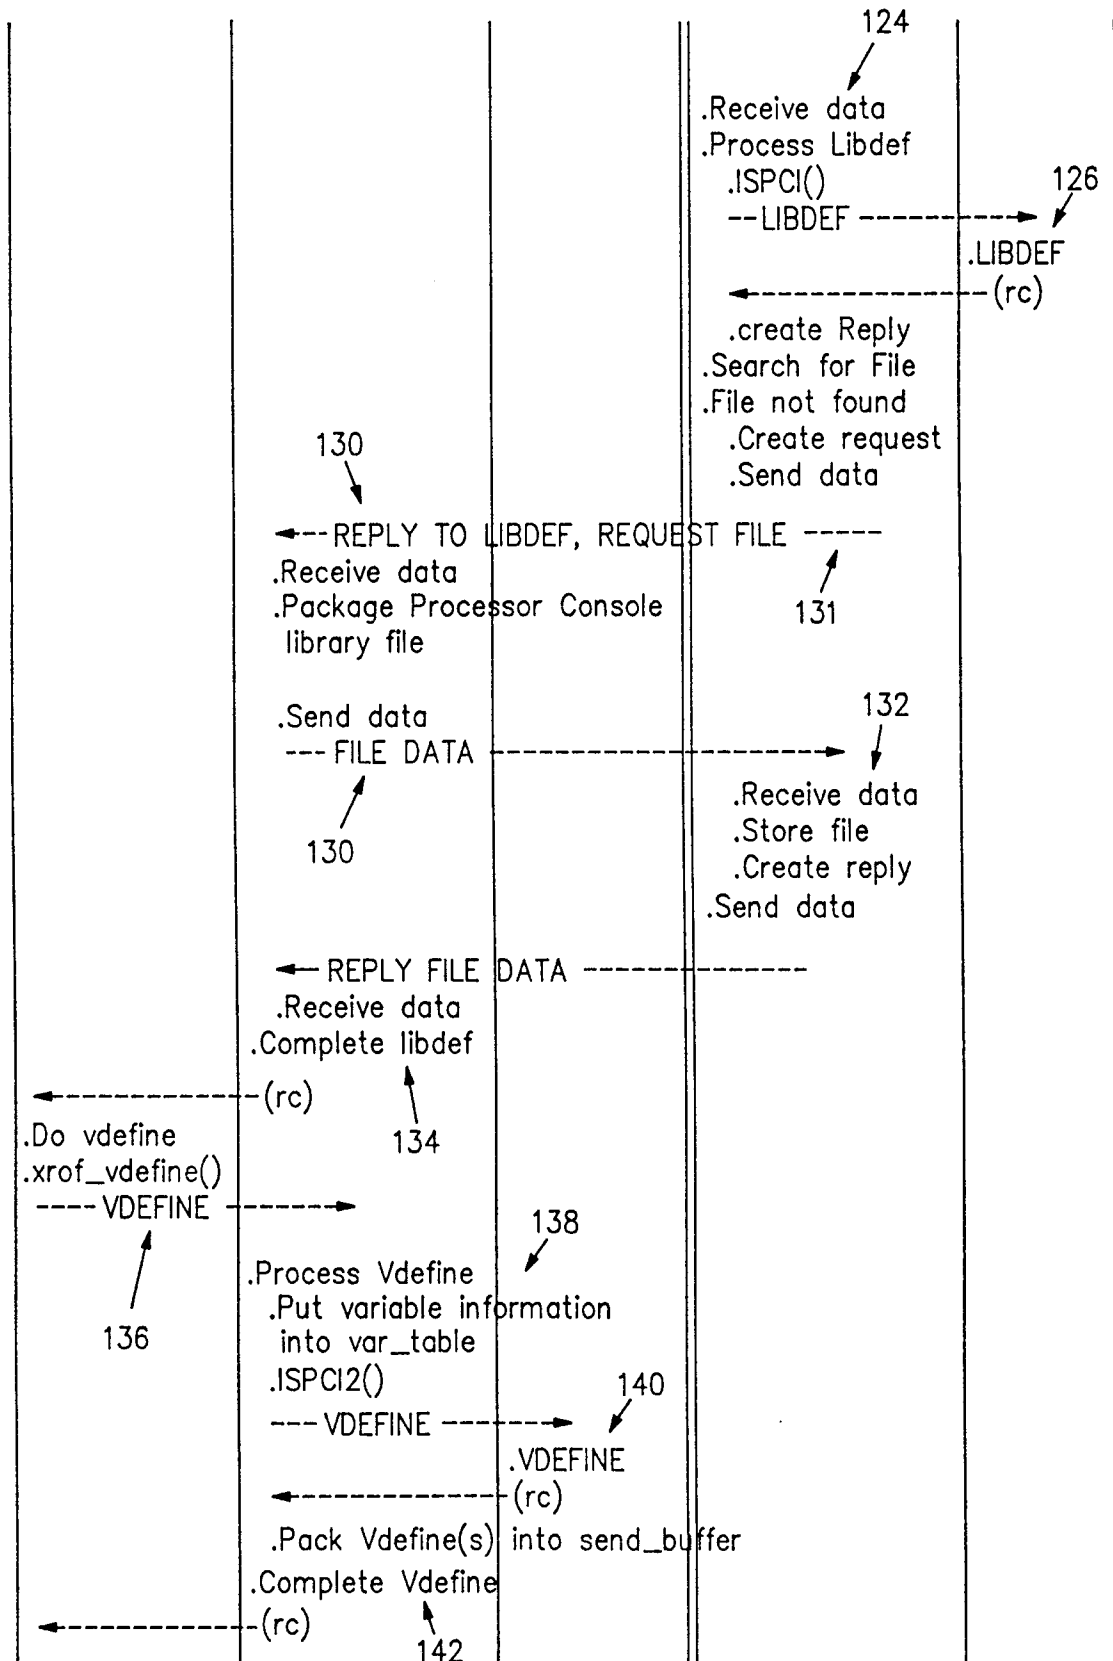 124
.Receive data
.Process Libdef
.ISPCI()
126
--LIBDEF
.LIBDEF
(rc)
.create Reply
.Search for File
.File not found
.Create request
.Send data
130
REPLY TO LIBDEF, REQUEST FILE
.Receive data
131
.Package Processor Console
library file
.Send data
132
FILE DATA
.Receive data
.Store file
130
.Create reply
.Send data
REPLY FILE DATA
.Receive data
.Complete libdef
(rc)
134
.Do vdefine
.xrof_vdefine()
VDEFINE
138
.Process Vdefine
.Put variable information
136
into var_table
.ISPCI2()
140
VDEFINE
.VDEFINE
(rc)
.Pack Vdefine(s) into send_buffer
.Complete Vdefine
(rc)
142